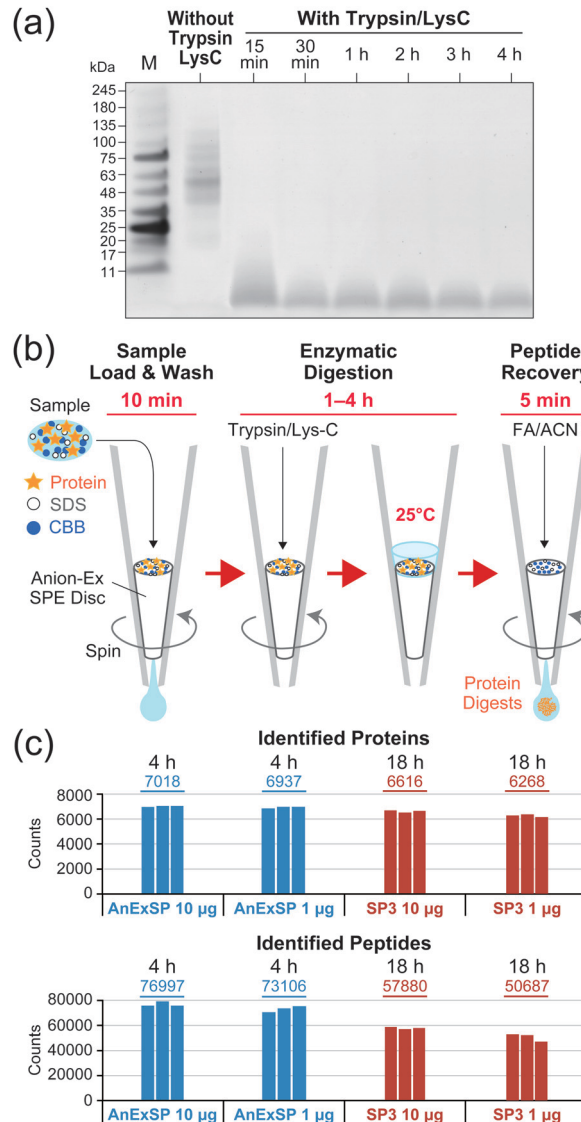 (a)
Without
Trypsin
LysC
With Trypsin/LysC
kDa
M
15
min
30
min
1 h
2 h
3 h
4 h
245
180
135
100
75
63
48
35
25
20
17
11
(b)
Sample
Load & Wash
Enzymatic
Digestion
Peptide
Recovery
10 min
1–4 h
5 min
Sample
Trypsin/Lys-C
FA/ACN
Protein
SDS
CBB
25°C
Anion-Ex
SPE Disc
Spin
Protein
Digests
(c)
Identified Proteins
4 h
4 h
18 h
18 h
7018
6937
6616
6268
Counts
8000
6000
4000
2000
0
AnExSP 10 µg
AnExSP 1 µg
SP3 10 µg
SP3 1 µg
Identified Peptides
4 h
4 h
18 h
18 h
76997
73106
57880
50687
Counts
80000
60000
40000
20000
0
AnExSP 10 µg
AnExSP 1 µg
SP3 10 µg
SP3 1 µg